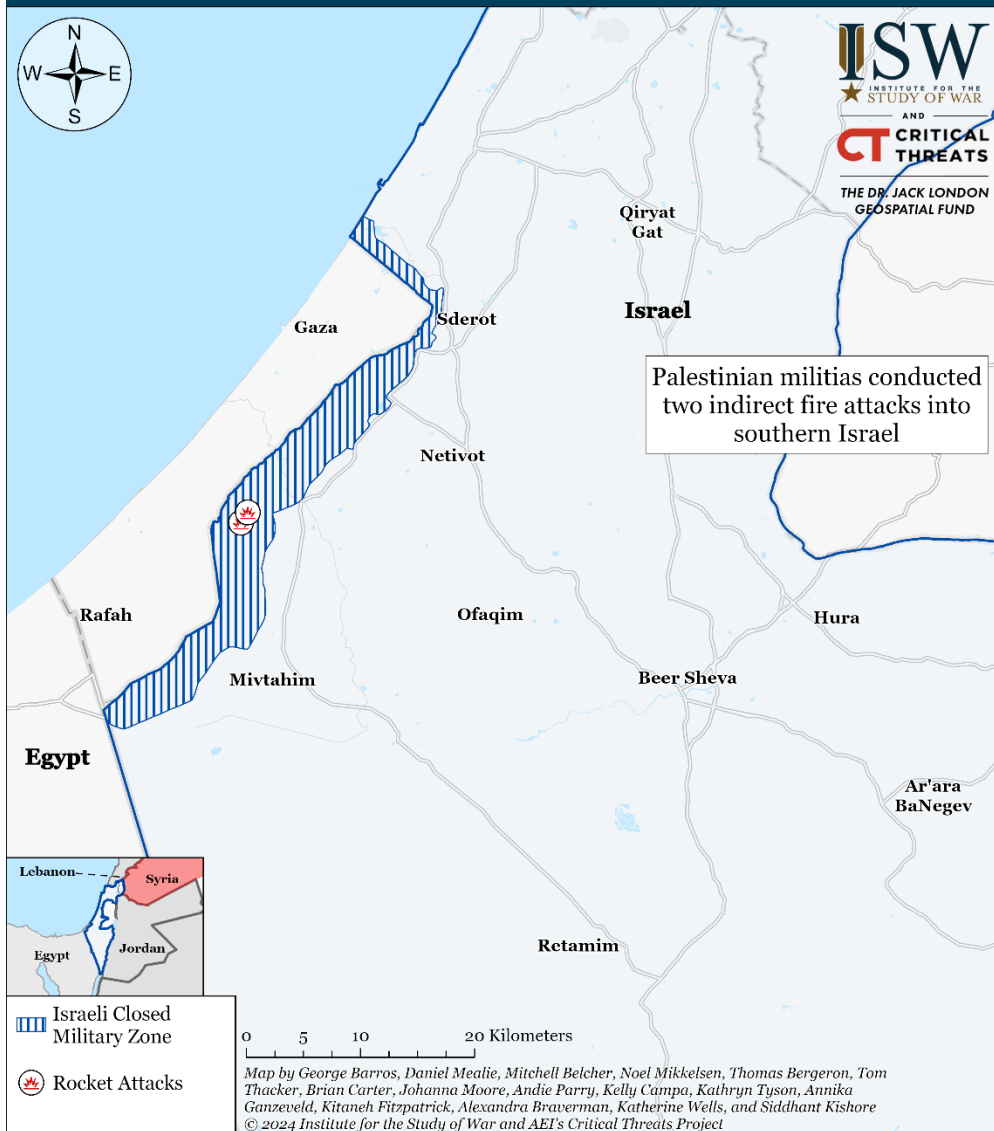 N
W
E
S
ISW
INSTITUTE FOR THE
STUDY OF WAR
AND
CT CRITICAL
THREATS
THE DR. JACK LONDON
GEOSPATIAL FUND
Qiryat
Gat
Israel
Gaza
Sderot
Palestinian militias conducted
two indirect fire attacks into
southern Israel
Netivot
Rafah
Ofaqim
Hura
Mivtahim
Beer Sheva
Egypt
Ar'ara
BaNegev
Lebanon
Syria
Egypt
Jordan
Retamim
Israeli Closed
Military Zone
Rocket Attacks
0 5 10 20 Kilometers
Map by George Barros, Daniel Mealie, Mitchell Belcher, Noel Mikkelsen, Thomas Bergeron, Tom
Thacker, Brian Carter, Johanna Moore, Andie Parry, Kelly Campa, Kathryn Tyson, Annika
Ganzeveld, Kitaneh Fitzpatrick, Alexandra Braverman, Katherine Wells, and Siddhant Kishore
© 2024 Institute for the Study of War and AEI's Critical Threats Project